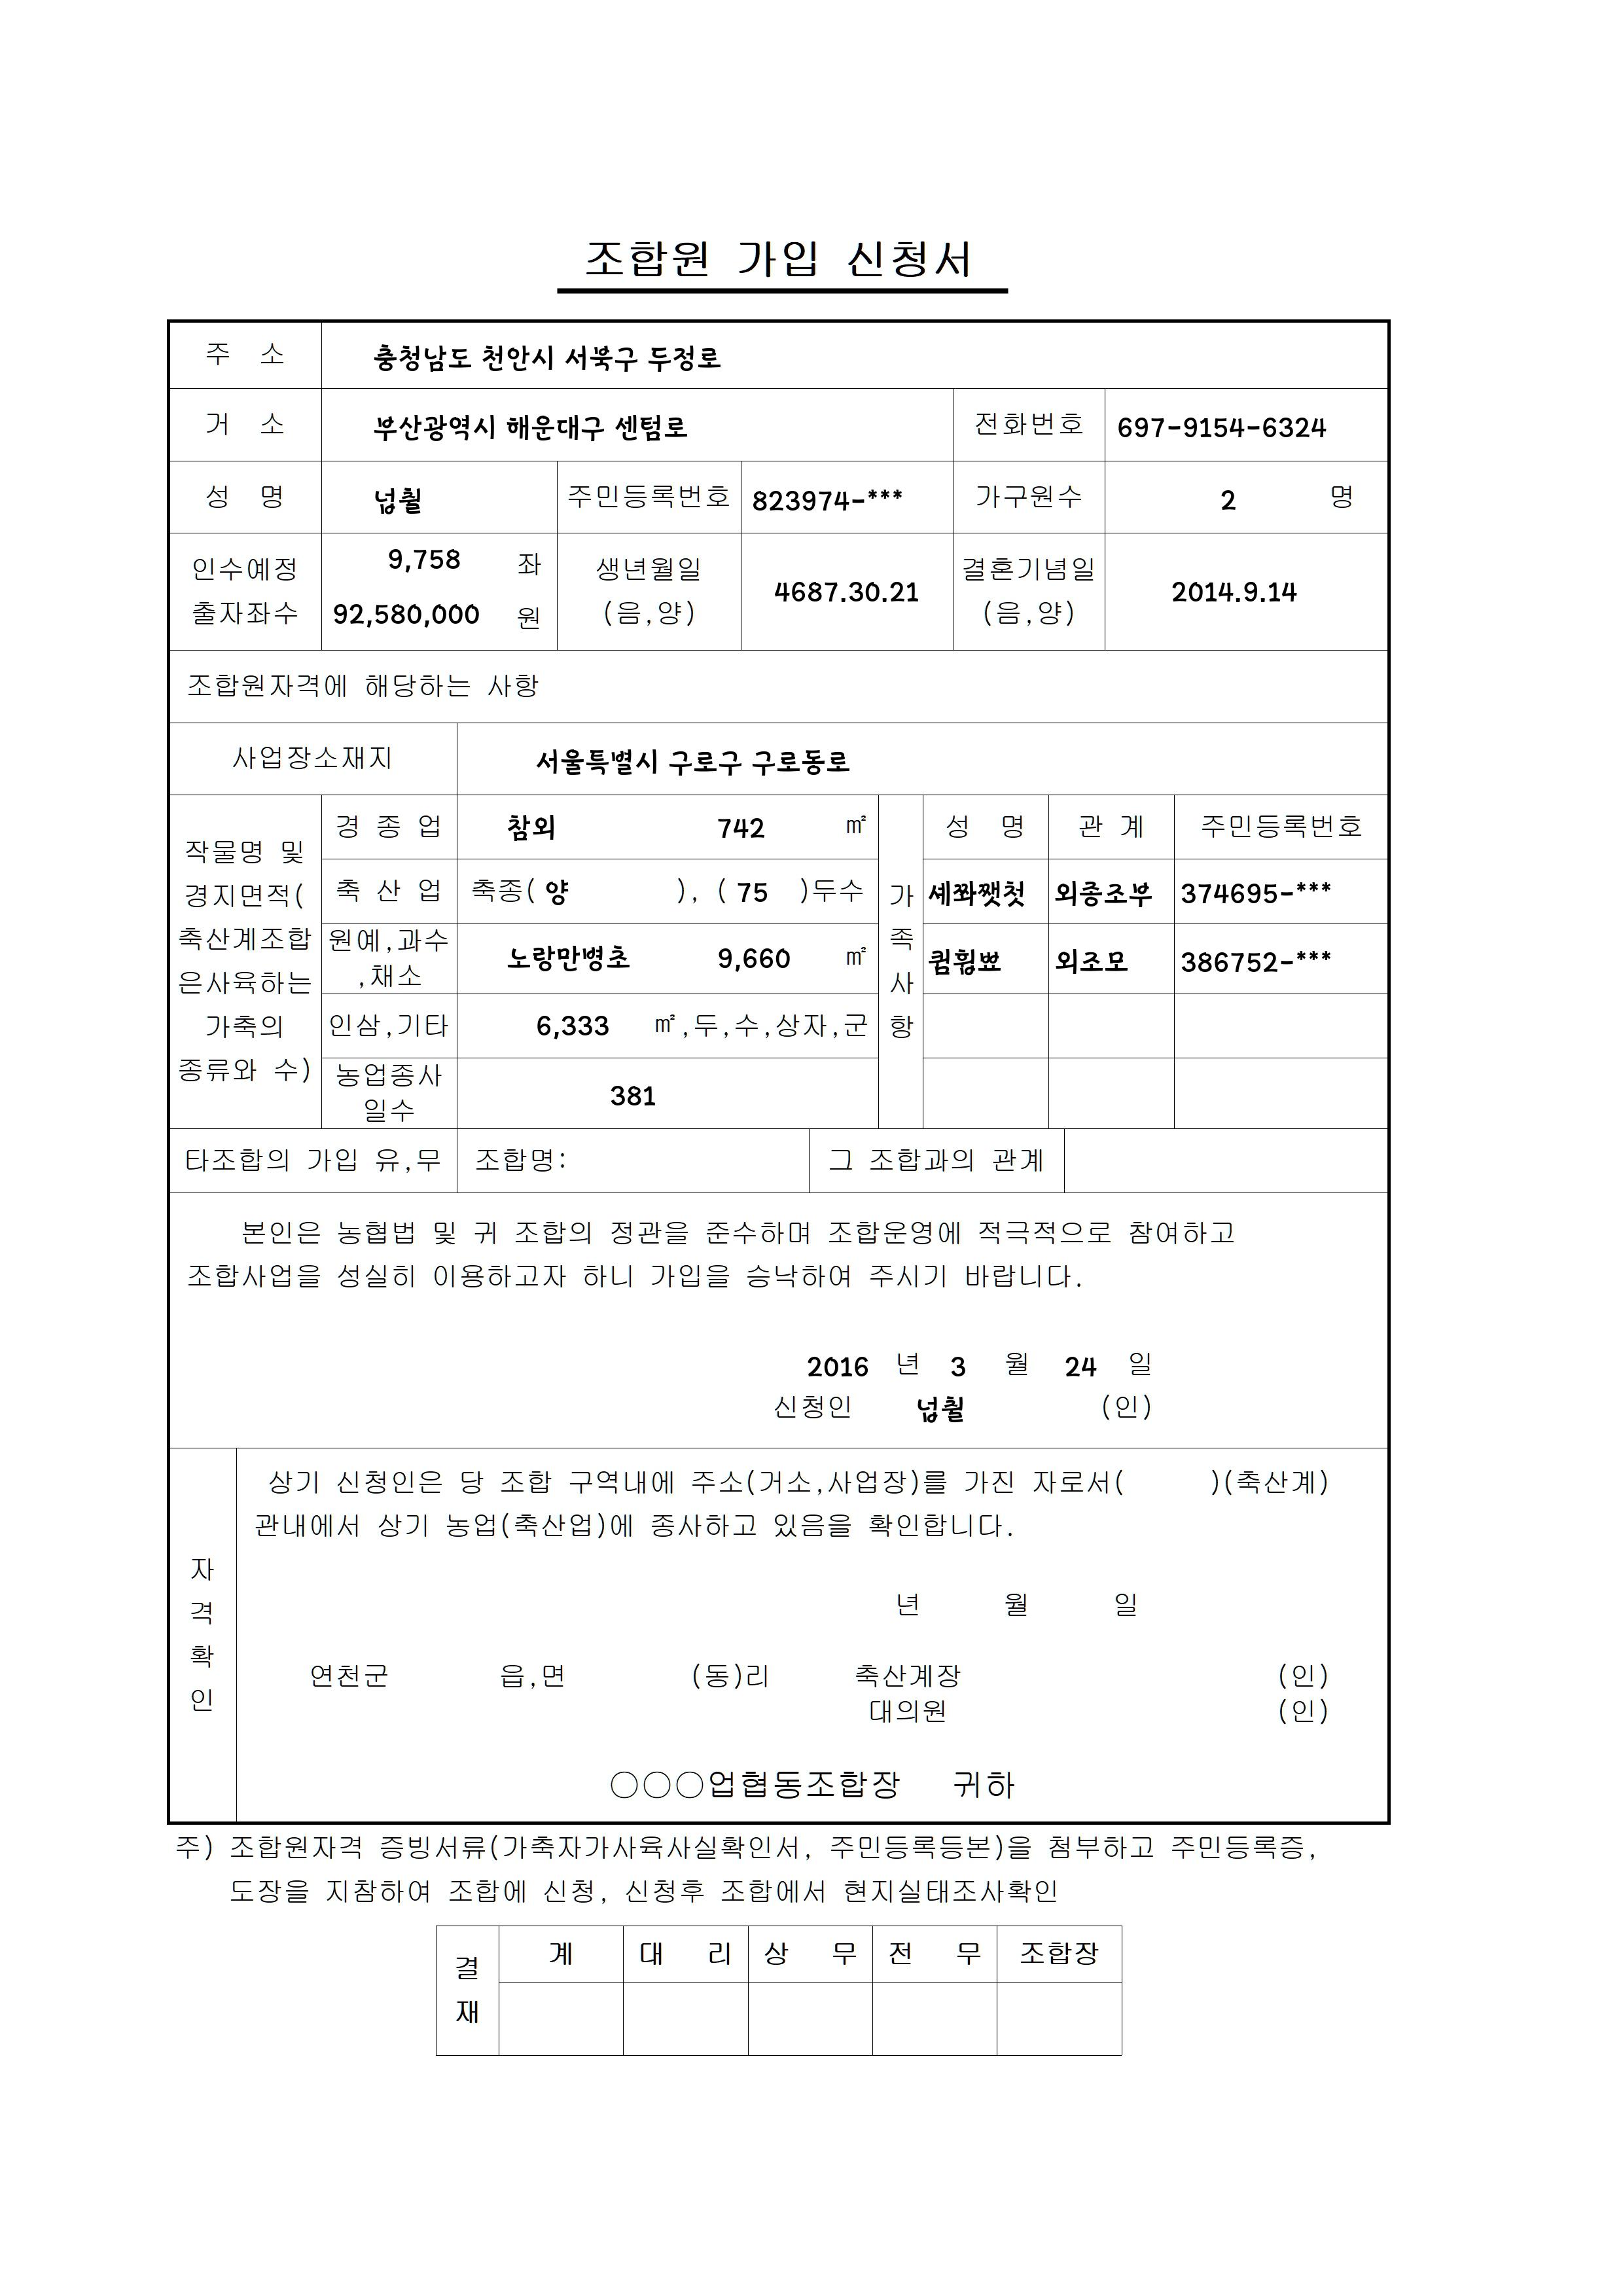 조합원 가입 신청서
주 소 충청남도 천안시 서북구 두정로
거 소 부산광역시 해운대구 센텀로 전화번호 697-9154-6324
성 명 넙췰 주민등록번호 823974-*** 가구원수 2 명
인수예정 출자좌수 9,758 좌 92,580,000 원 생년월일 (음,양) 4687.30.21 결혼기념일 (음,양) 2014.9.14
조합원자격에 해당하는 사항
사업장소재지 서울특별시 구로구 구로동로
작물명 및 경지면적(축산계조합은사육하는 가축의 종류와 수) 가족사항
경 종 업 참외 742 ㎡ 성 명 관 계 주민등록번호
축 산 업 축종( 양 ), ( 75 )두수 셰쫘쨋첫 외종조부 374695-***
원예,과수,채소 노랑만병초 9,660 ㎡ 큄휨뾰 외조모 386752-***
인삼,기타 6,333 ㎡,두,수,상자,군
농업종사일수 381
타조합의 가입 유,무 조합명: 그 조합과의 관계
본인은 농협법 및 귀 조합의 정관을 준수하며 조합운영에 적극적으로 참여하고
조합사업을 성실히 이용하고자 하니 가입을 승낙하여 주시기 바랍니다.
2016 년 3 월 24 일
신청인 넙췰 (인)
자격확인
상기 신청인은 당 조합 구역내에 주소(거소,사업장)를 가진 자로서( )(축산계)
관내에서 상기 농업(축산업)에 종사하고 있음을 확인합니다.
년 월 일
연천군 읍,면 (동)리 축산계장 (인)
대의원 (인)
○○○업협동조합장 귀하
주) 조합원자격 증빙서류(가축자가사육사실확인서, 주민등록등본)을 첨부하고 주민등록증,
도장을 지참하여 조합에 신청, 신청후 조합에서 현지실태조사확인
결재 계 대 리 상 무 전 무 조합장